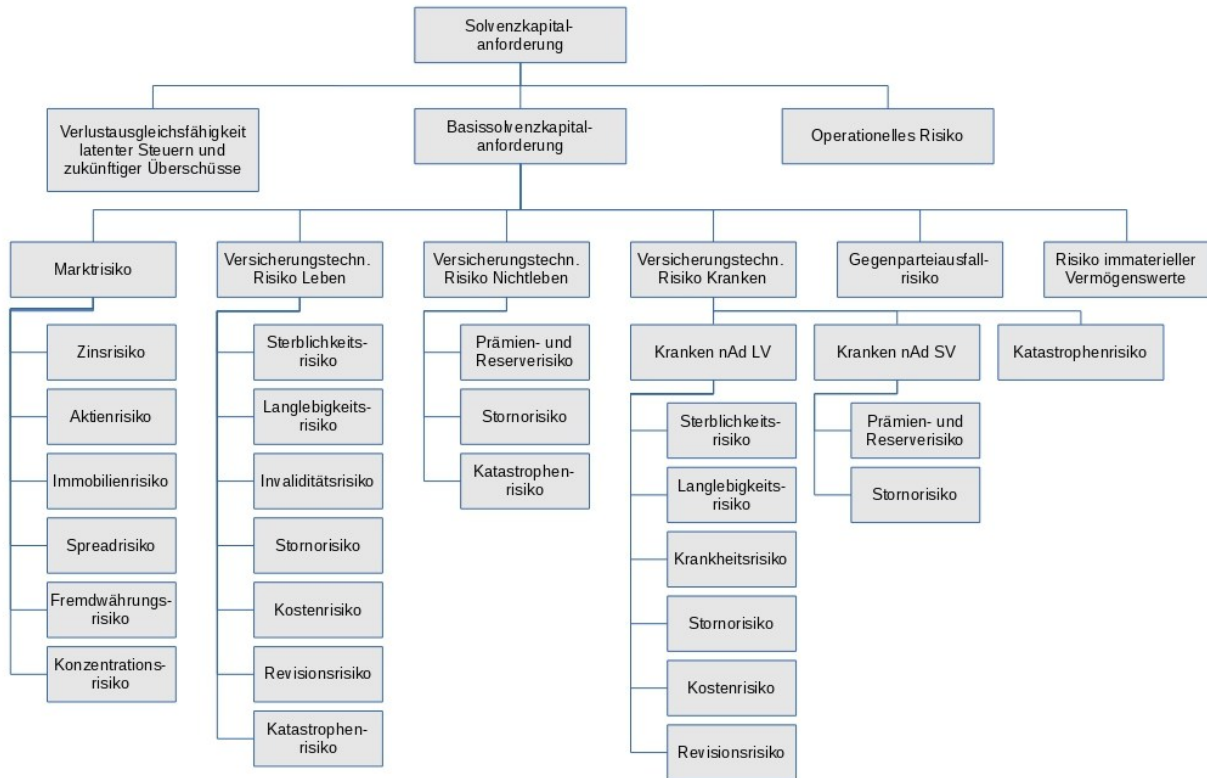 Solvenzkapital-
anforderung
Verlustausgleichsfähigkeit
latenter Steuern und
zukünftiger Überschüsse
Basissolvenzkapital-
anforderung
Operationelles Risiko
Marktrisiko
Versicherungstechn.
Risiko Leben
Versicherungstechn.
Risiko Nichtleben
Versicherungstechn.
Risiko Kranken
Gegenparteiausfall-
risiko
Risiko immaterieller
Vermögenswerte
Zinsrisiko
Aktienrisiko
Immobilienrisiko
Spreadrisiko
Fremdwährungs-
risiko
Konzentrations-
risiko
Sterblichkeits-
risiko
Langlebigkeits-
risiko
Invaliditätsrisiko
Stornorisiko
Kostenrisiko
Revisionsrisiko
Katastrophen-
risiko
Prämien- und
Reserverisiko
Stornorisiko
Katastrophen-
risiko
Kranken nAd LV
Sterblichkeits-
risiko
Langlebigkeits-
risiko
Krankheitsrisiko
Stornorisiko
Kostenrisiko
Revisionsrisiko
Kranken nAd SV
Prämien- und
Reserverisiko
Stornorisiko
Katastrophenrisiko